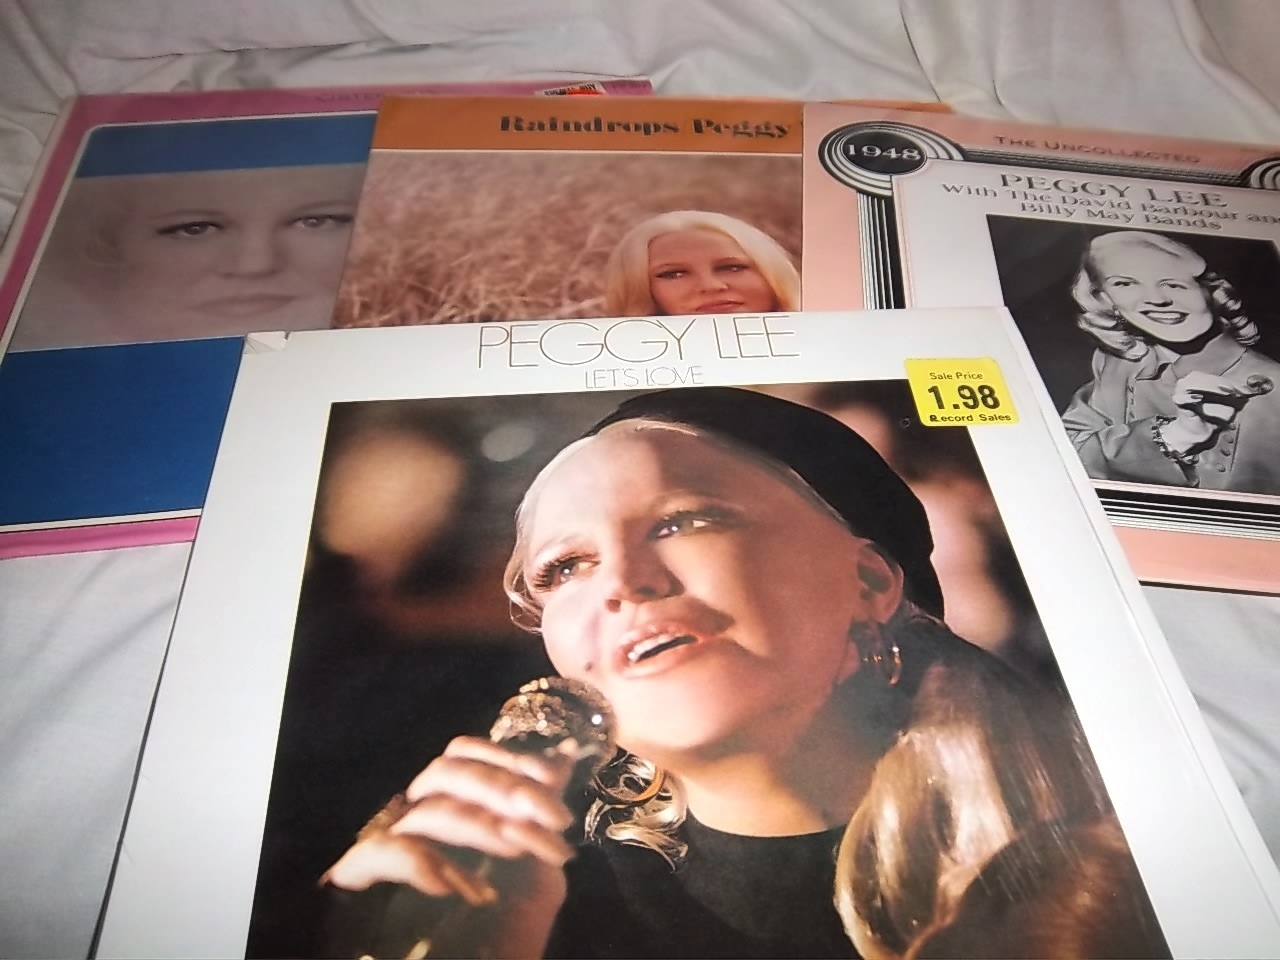 Raindrops Peggy
1948
THE UNCOLLECTED
PEGGY LEE
With The David Barbour an
Billy May Bands
PEGGY LEE
LET'S LOVE
Sale Price
1.98
Record Sales